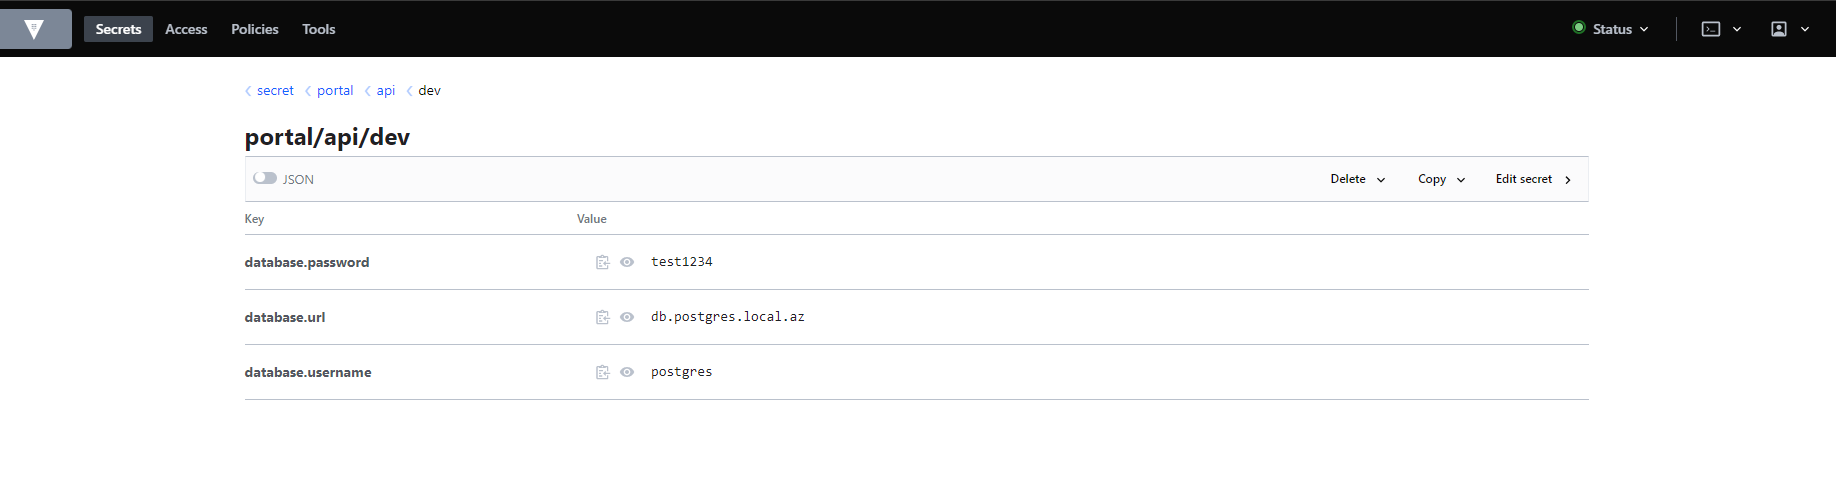 Secrets Access Policies Tools Status
secret portal api dev
portal/api/dev
JSON Delete Copy Edit secret
Key Value
database.password test1234
database.url db.postgres.local.az
database.username postgres